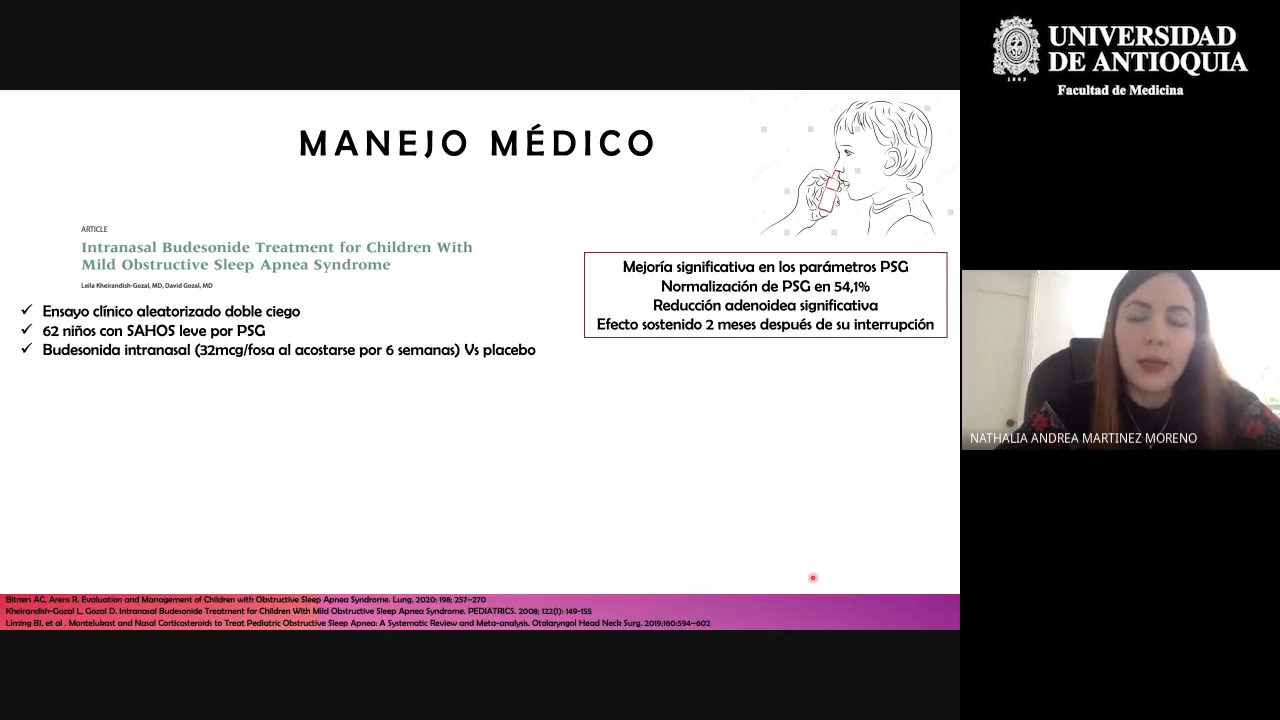 UNIVERSIDAD
DE ANTIOQUIA
1803
Facultad de Medicina
MANEJO MÉDICO
ARTICLE
Intranasal Budesonide Treatment for Children With
Mild Obstructive Sleep Apnea Syndrome
Leila Kheirandish-Gozal, MD, David Gozal, MD
✓ Ensayo clínico aleatorizado doble ciego
✓ 62 niños con SAHOS leve por PSG
✓ Budesonida intranasal (32mcg/fosa al acostarse por 6 semanas) Vs placebo
Mejoría significativa en los parámetros PSG
Normalización de PSG en 54,1%
Reducción adenoidea significativa
Efecto sostenido 2 meses después de su interrupción
NATHALIA ANDREA MARTINEZ MORENO
Bitners AC, Arens R. Evaluation and Management of Children with Obstructive Sleep Apnea Syndrome. Lung. 2020; 198; 257–270
Kheirandish-Gozal L, Gozal D. Intranasal Budesonide Treatment for Children With Mild Obstructive Sleep Apnea Syndrome. PEDIATRICS. 2008; 122(1): 149-155
Liming BJ, et al . Montelukast and Nasal Corticosteroids to Treat Pediatric Obstructive Sleep Apnea: A Systematic Review and Meta-analysis. Otolaryngol Head Neck Surg. 2019;160:594–602